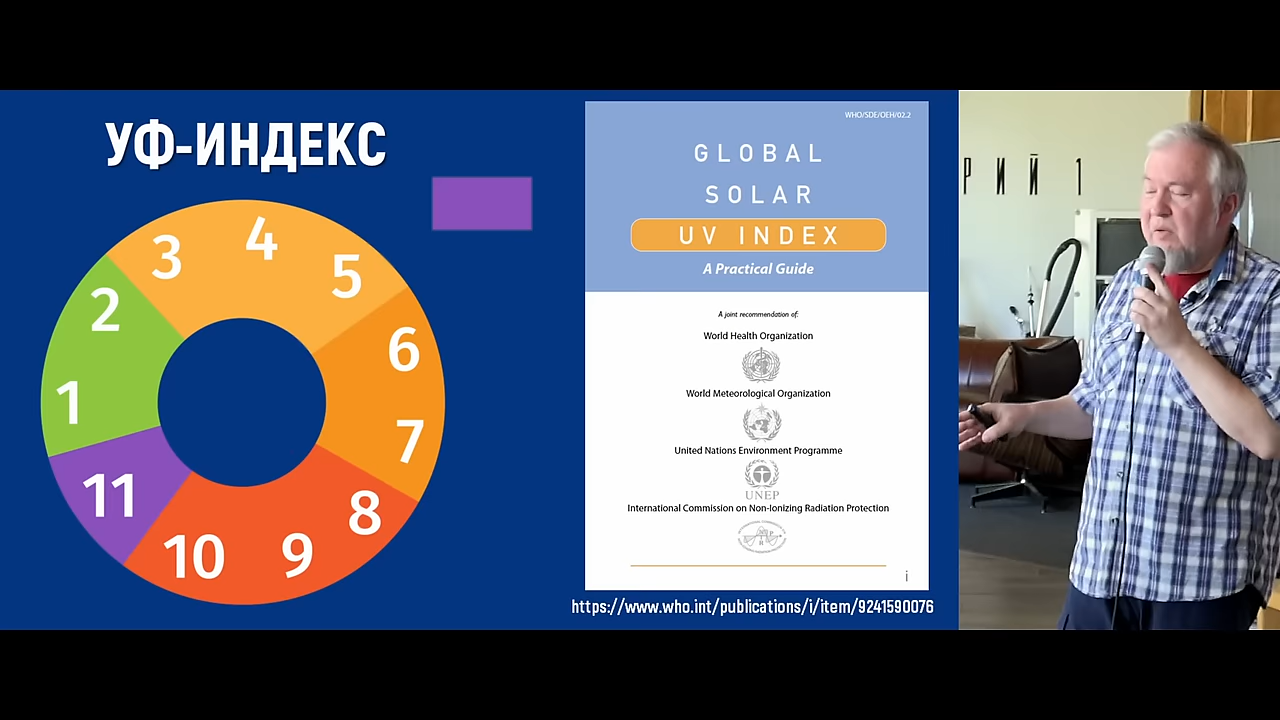 УФ-ИНДЕКС
3
4
5
2
6
1
7
11
8
10
9
WHO/SDE/OEH/02.2
GLOBAL
SOLAR
UV INDEX
A Practical Guide
A joint recommendation of:
World Health Organization
World Meteorological Organization
United Nations Environment Programme
UNEP
International Commission on Non-Ionizing Radiation Protection
i
https://www.who.int/publications/i/item/9241590076
РИЙ 1